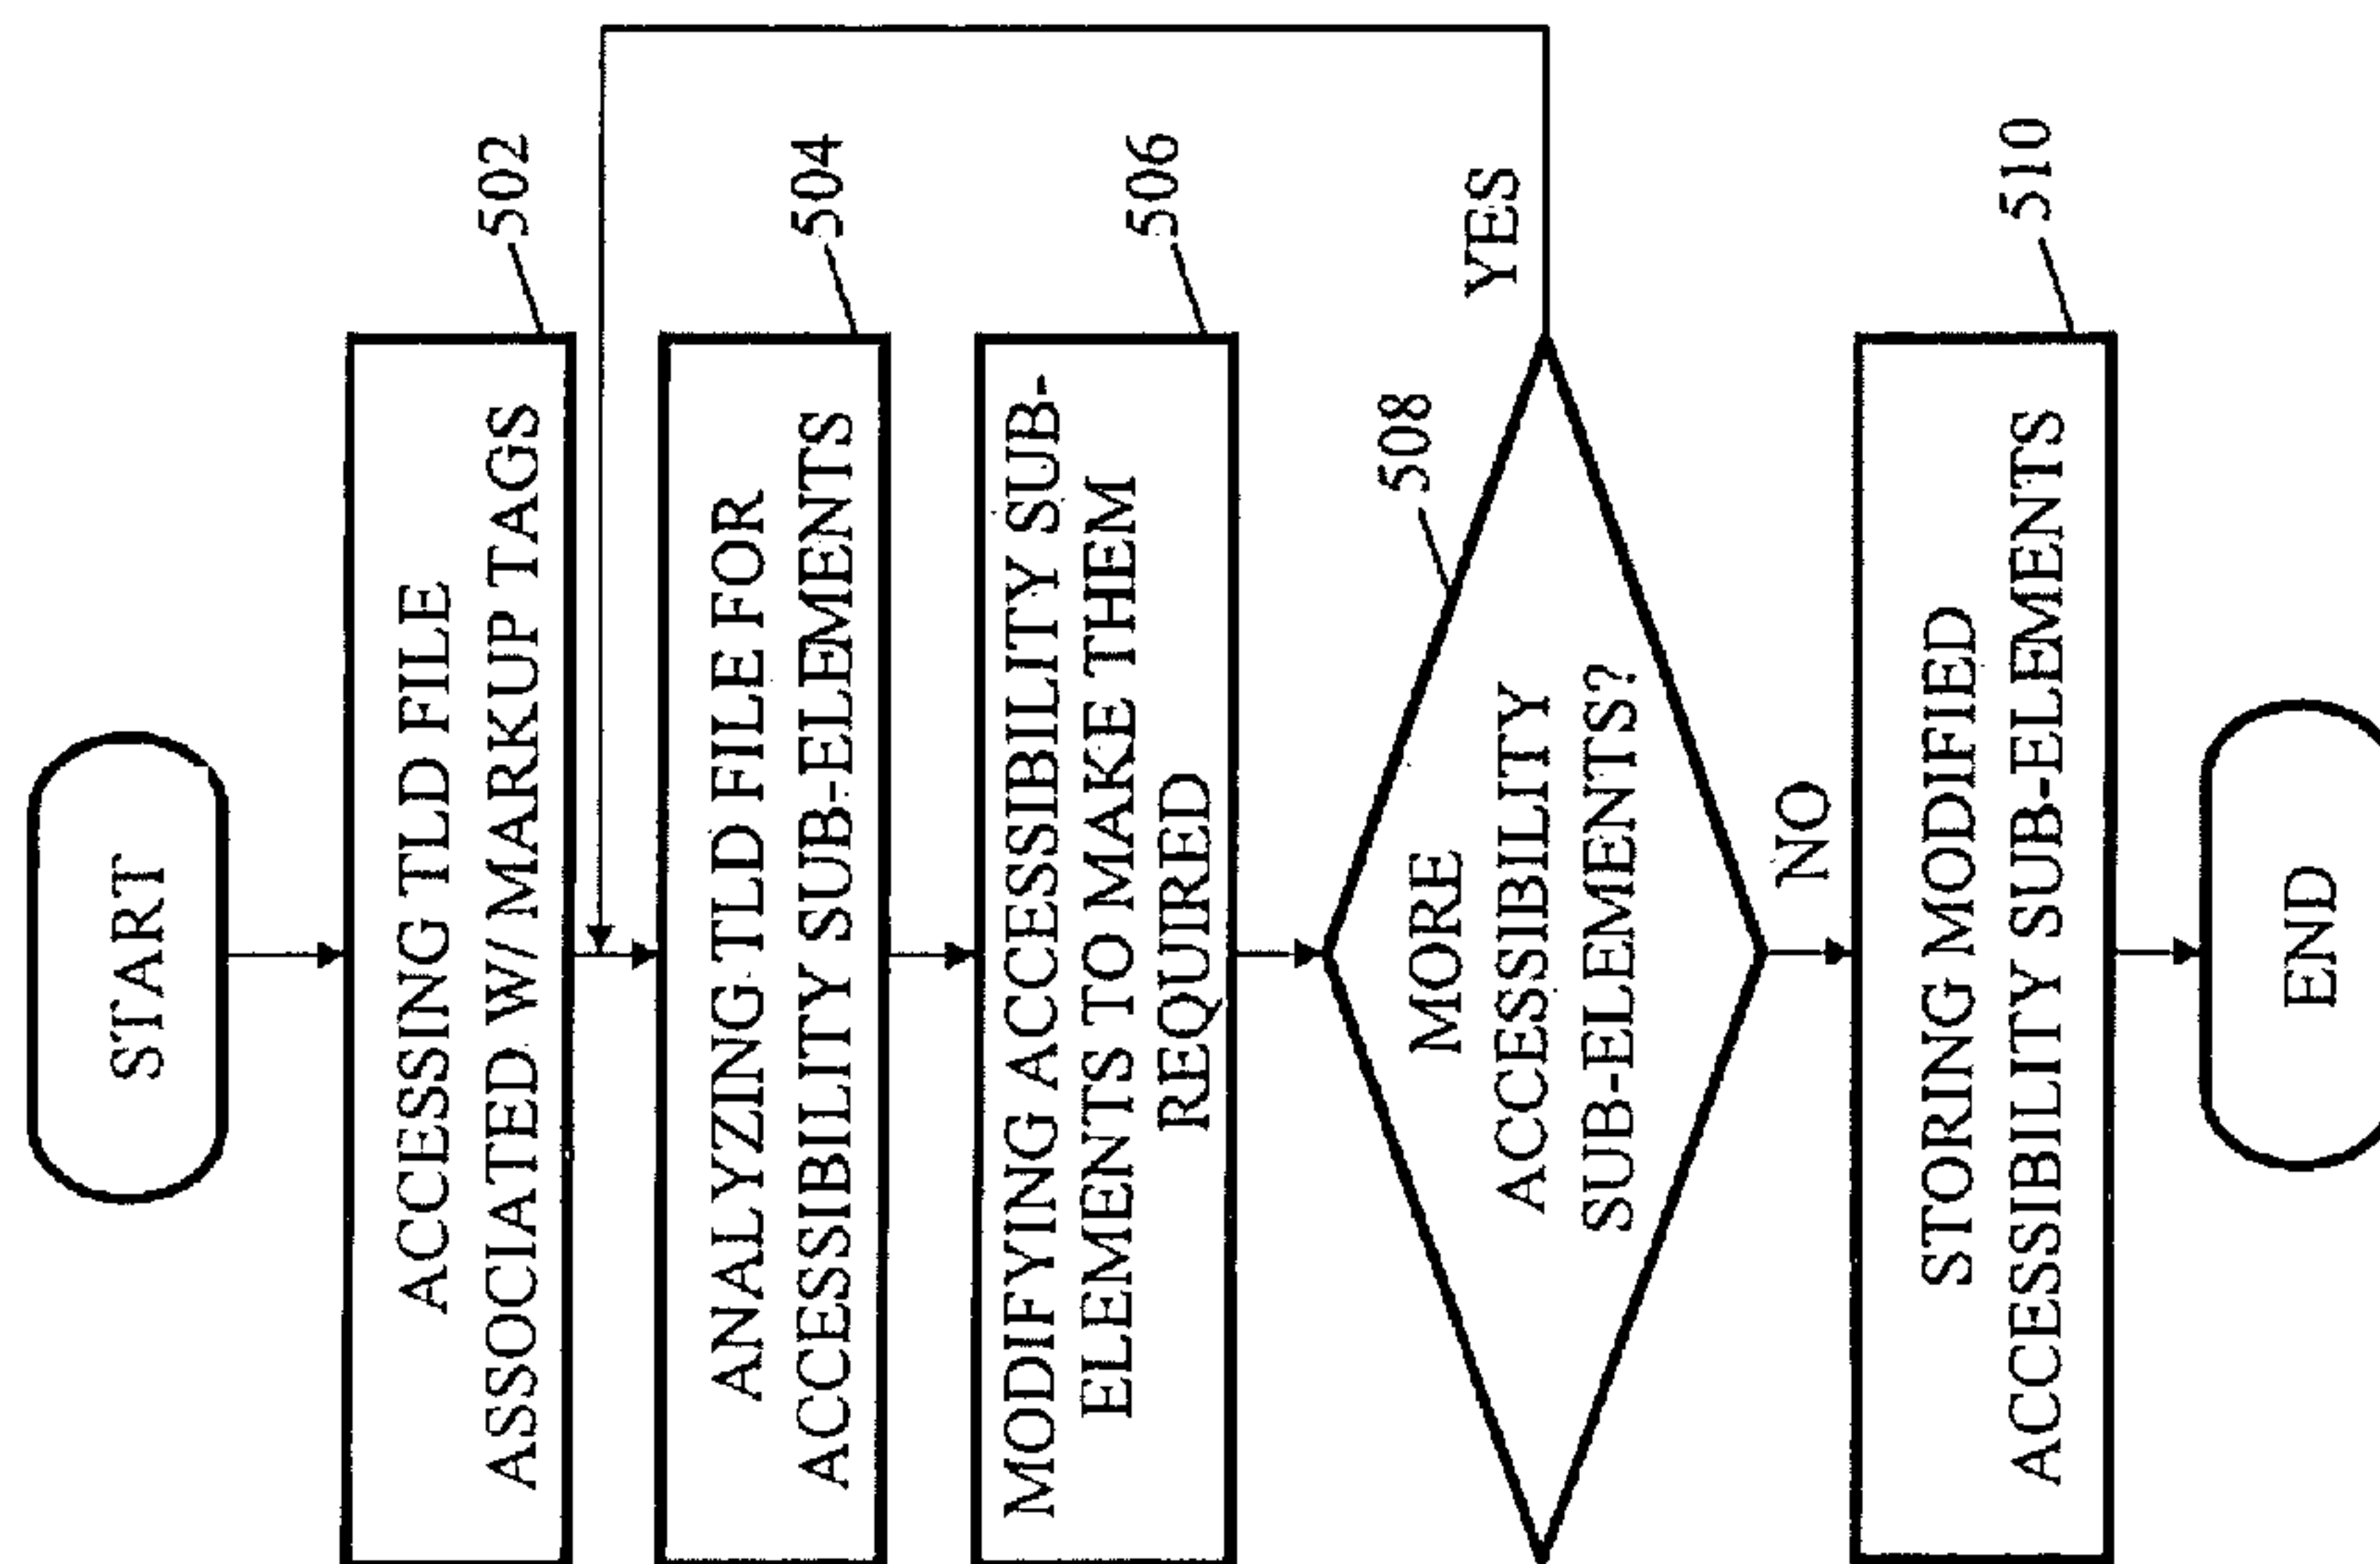 START
ACCESSING TLD FILE
ASSOCIATED W/ MARKUP TAGS
502
ANALYZING TLD FILE FOR
ACCESSIBILITY SUB-ELEMENTS
504
MODIFYING ACCESSIBILITY SUB-
ELEMENTS TO MAKE THEM
REQUIRED
506
MORE
ACCESSIBILITY
SUB-ELEMENTS?
508
YES
NO
STORING MODIFIED
ACCESSIBILITY SUB-ELEMENTS
510
END